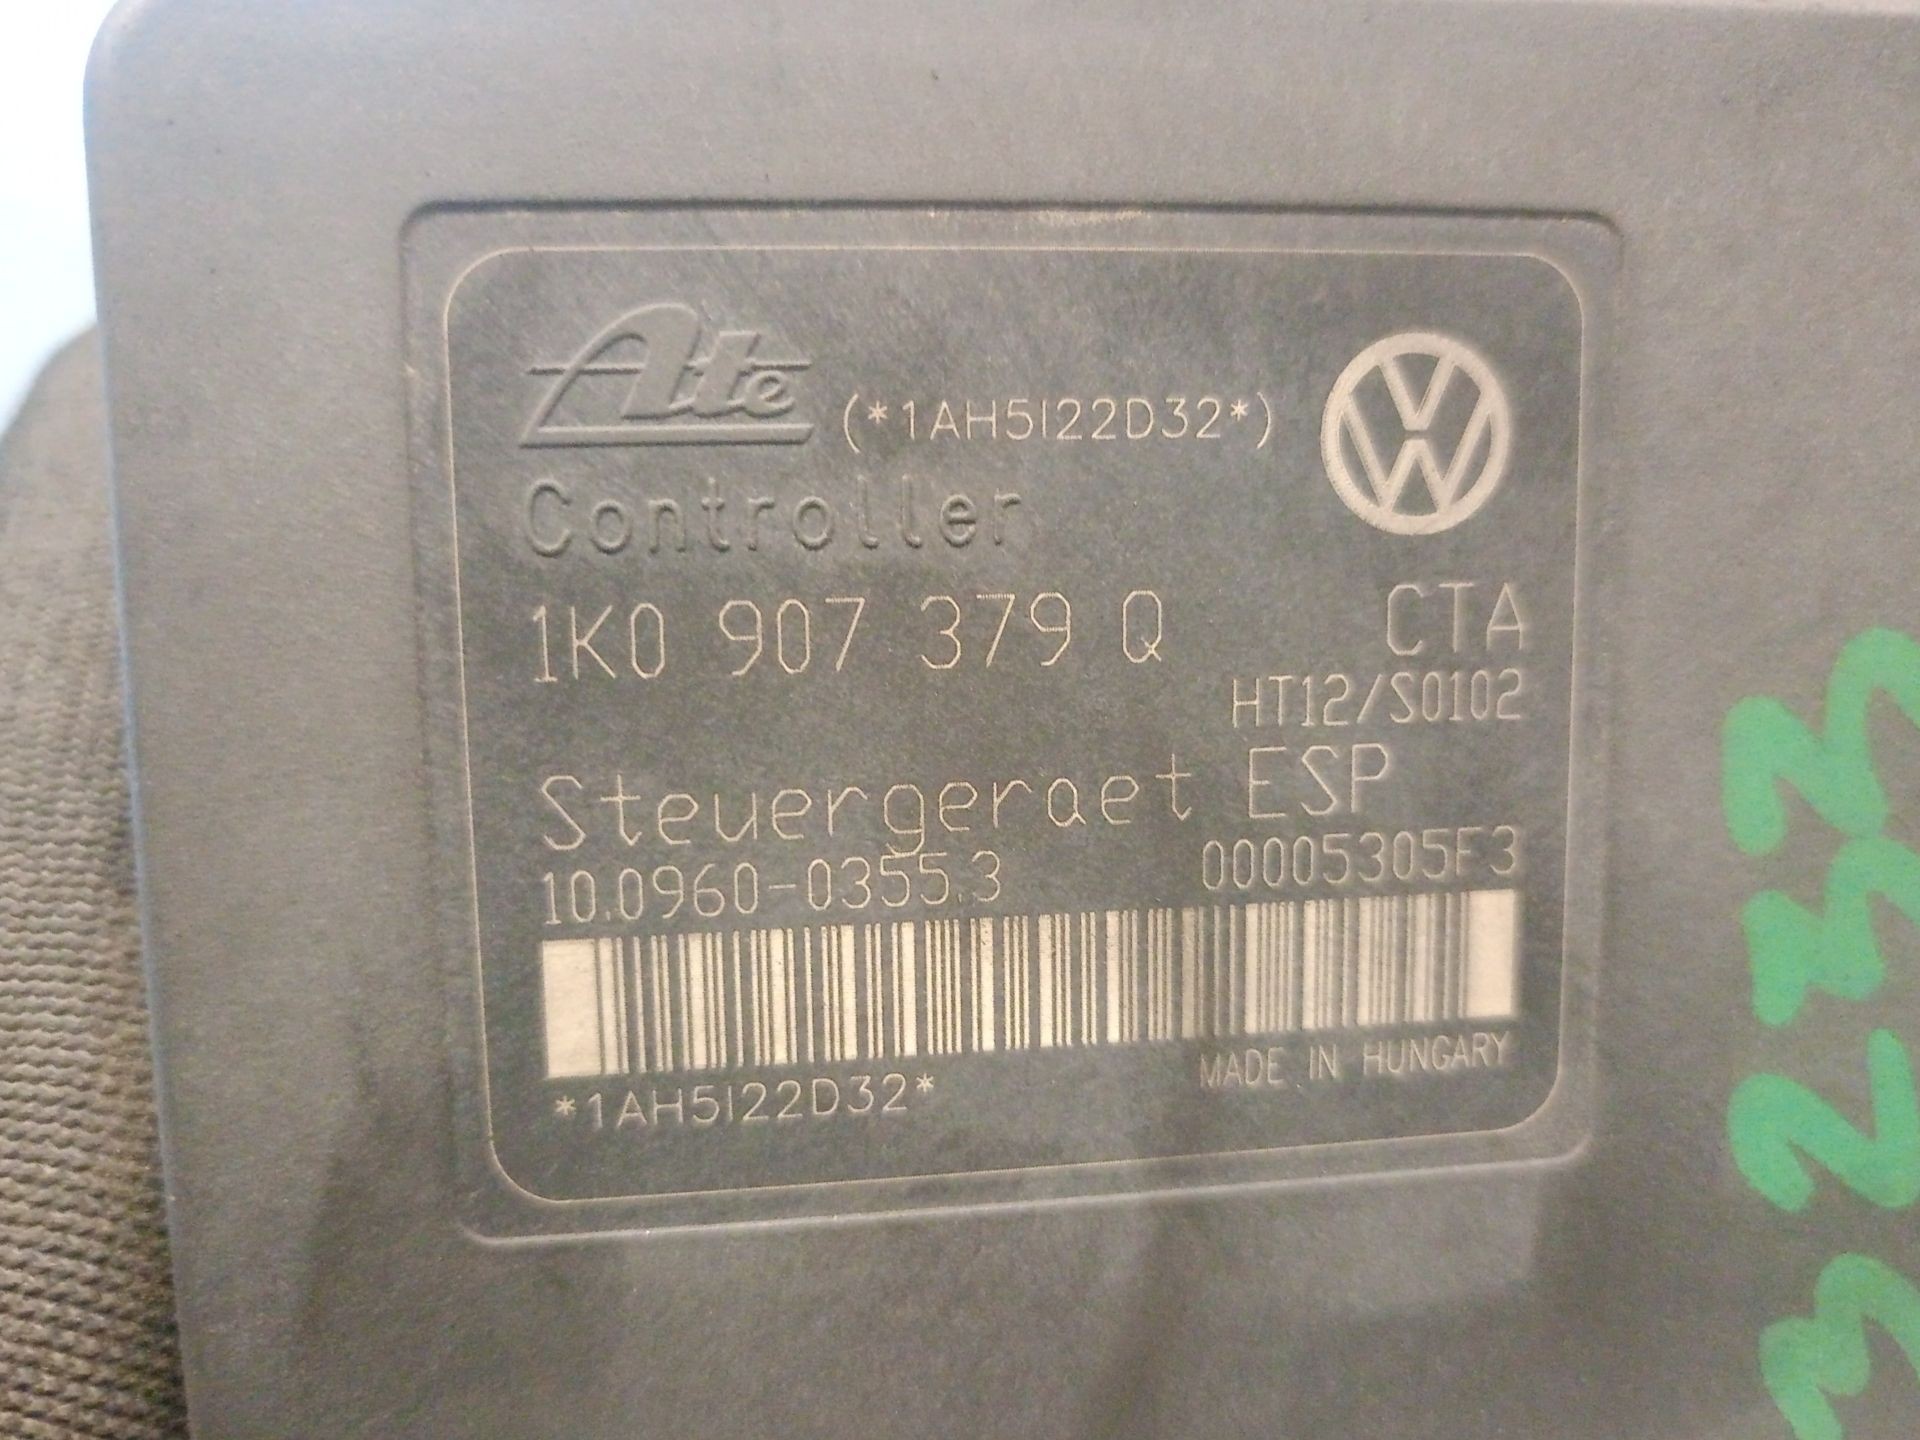 Ate (*1AH5I22D32*)
Controller
1K0 907 379 Q CTA
HT12/S0102
Steuergeraet ESP
10.0960-0355.3 00005305F3
*1AH5I22D32* MADE IN HUNGARY
3233